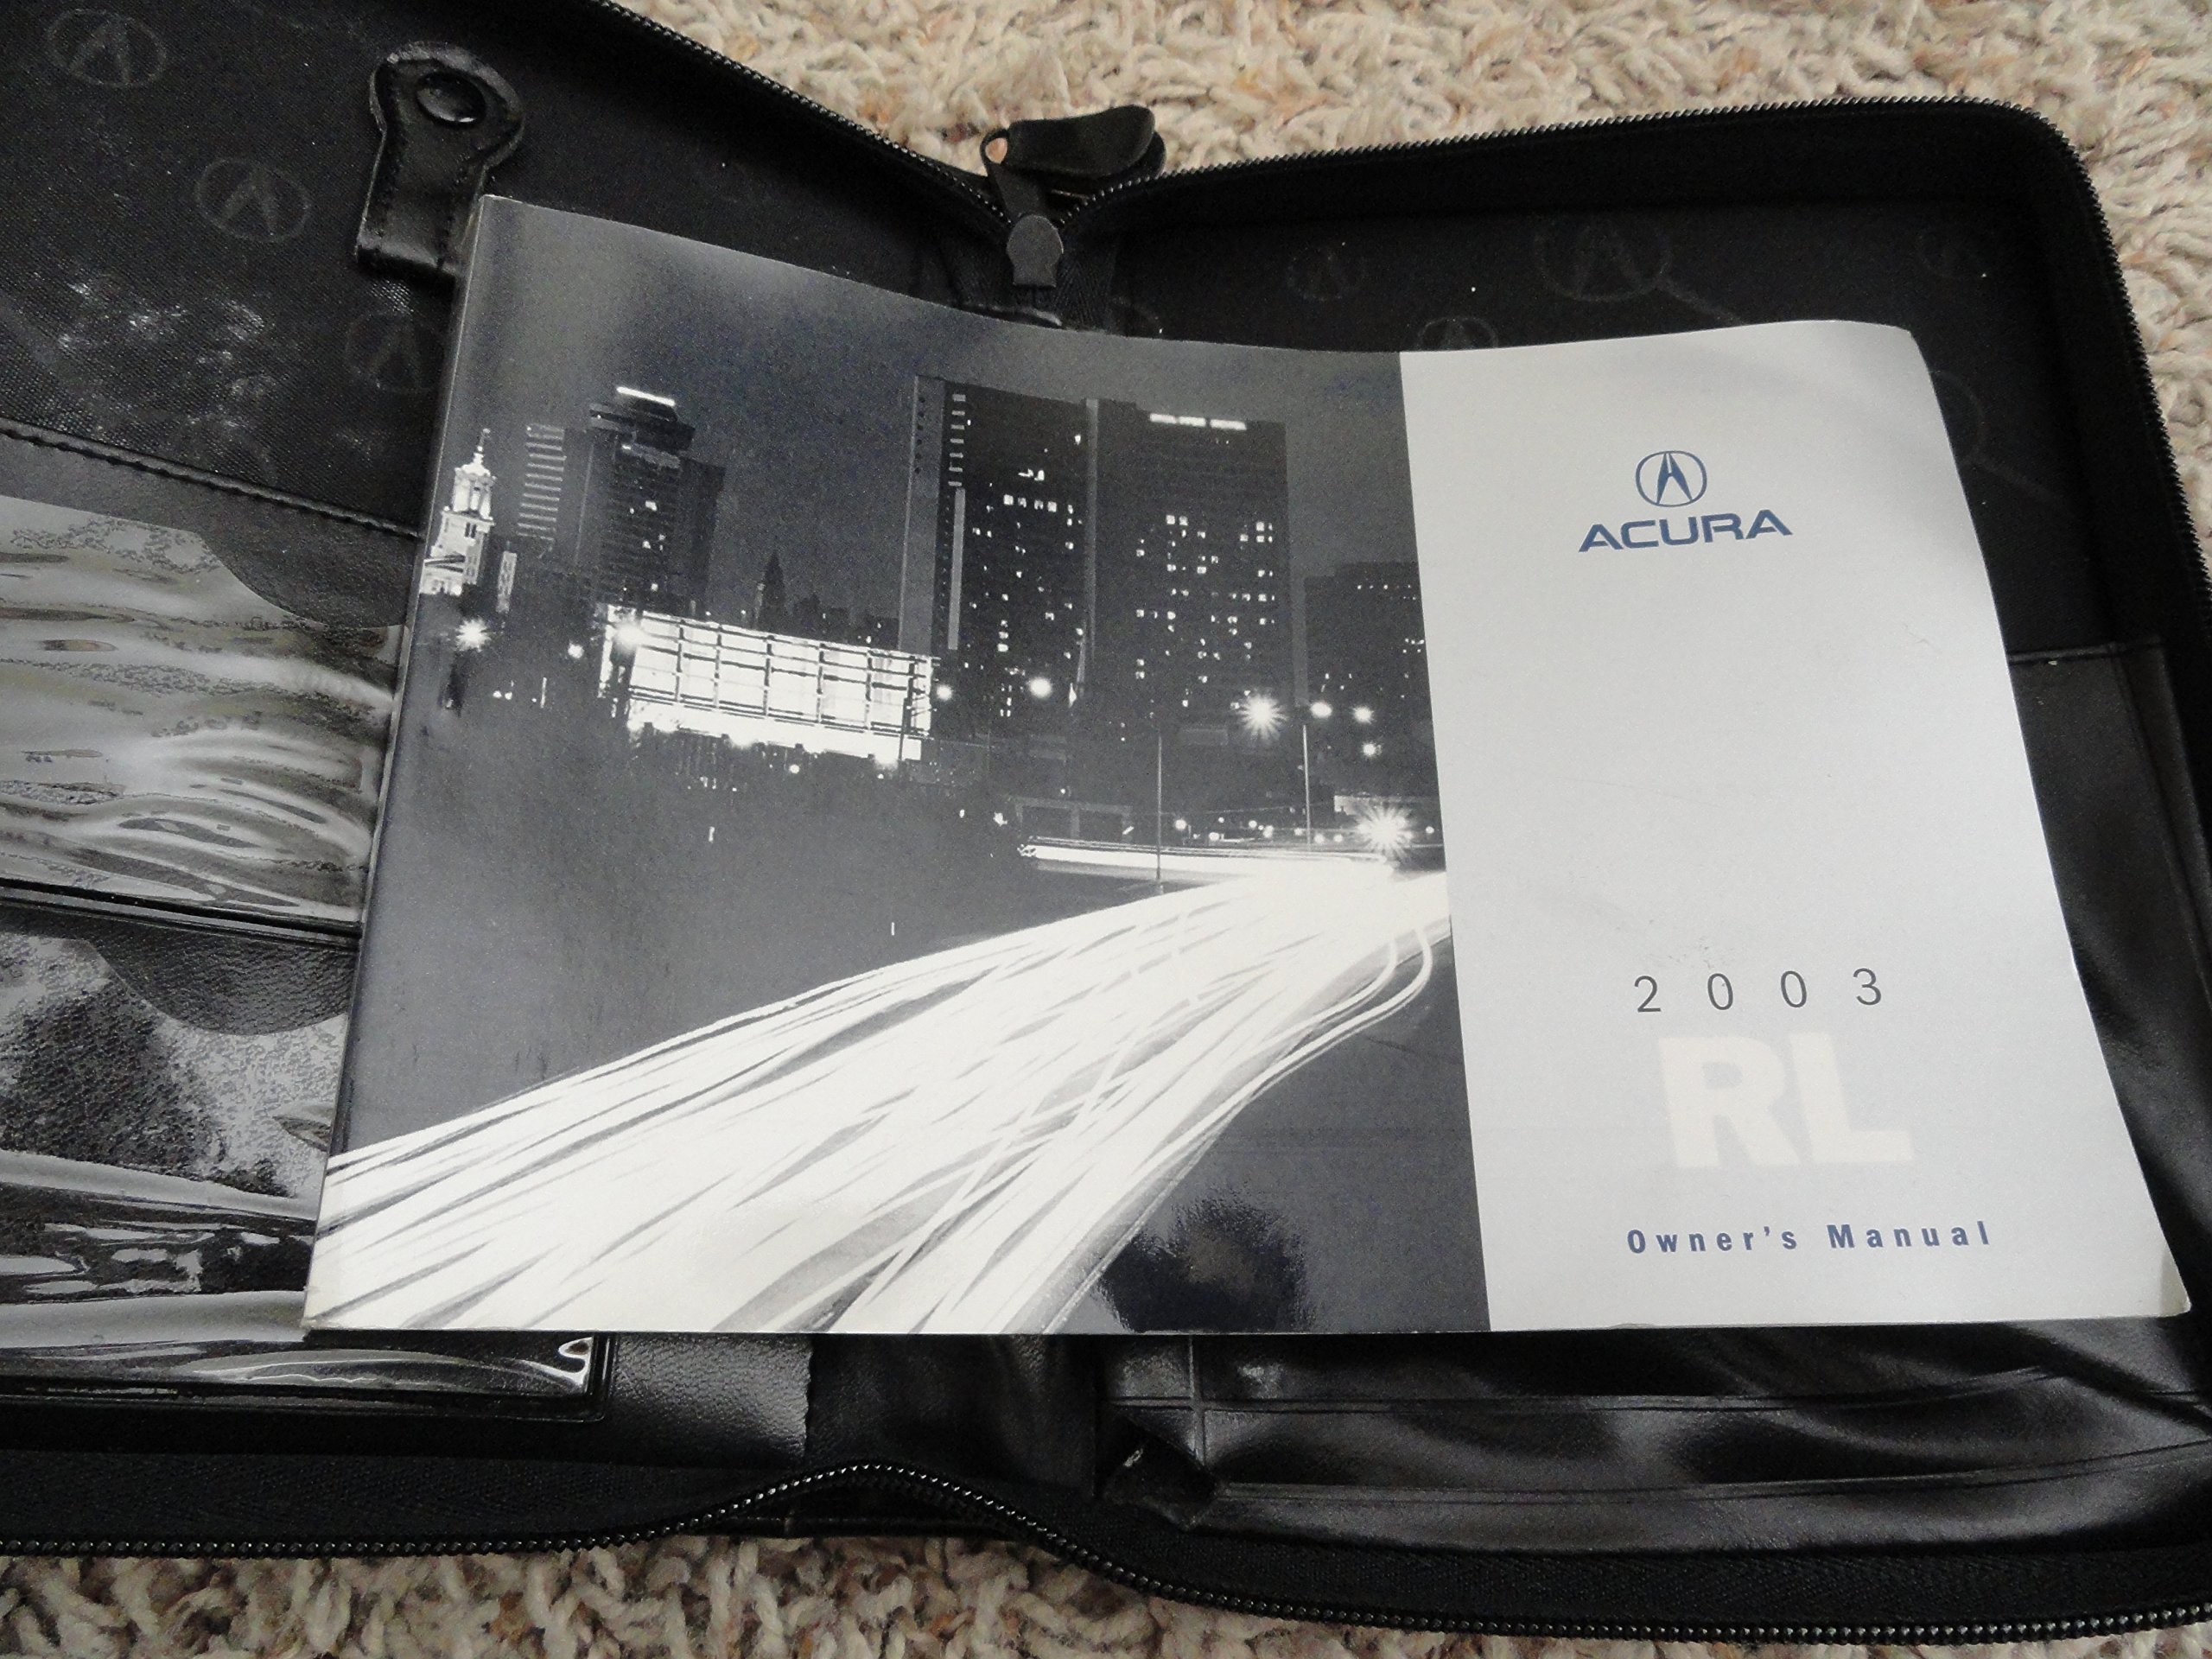 ACURA
2003
RL
Owner's Manual